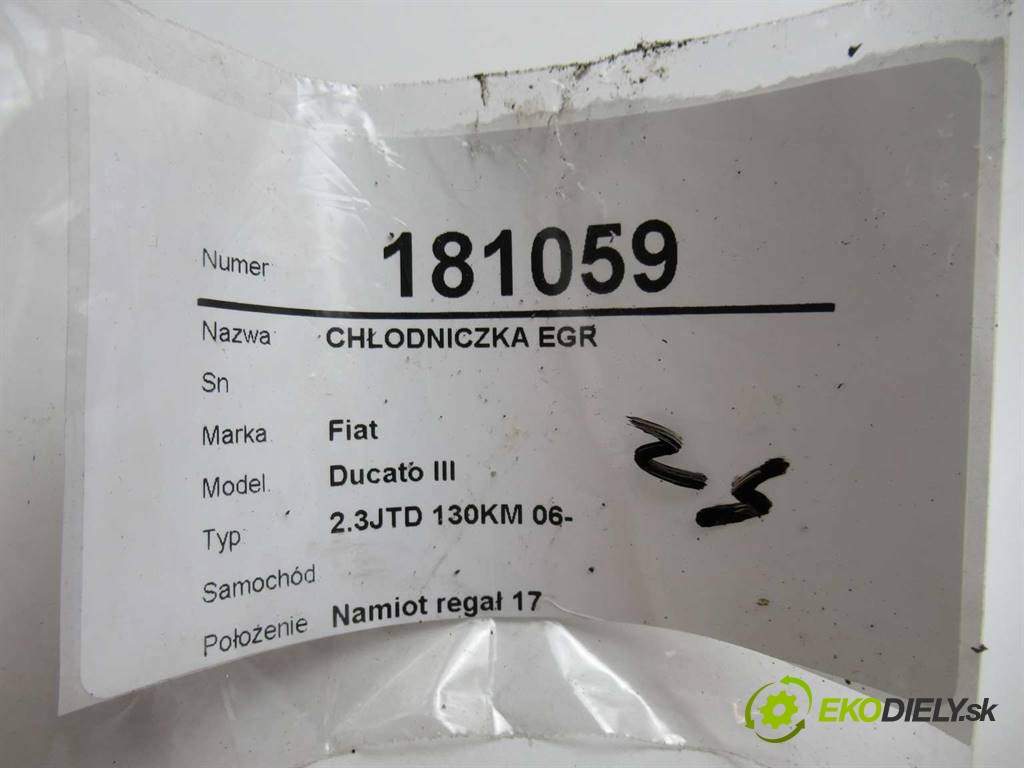 Numer 181059
Nazwa CHŁODNICZKA EGR
Sn
Marka Fiat
Model Ducato III
Typ 2.3JTD 130KM 06-
Samochód
Położenie Namiot regał 17
EKODIELY.sk